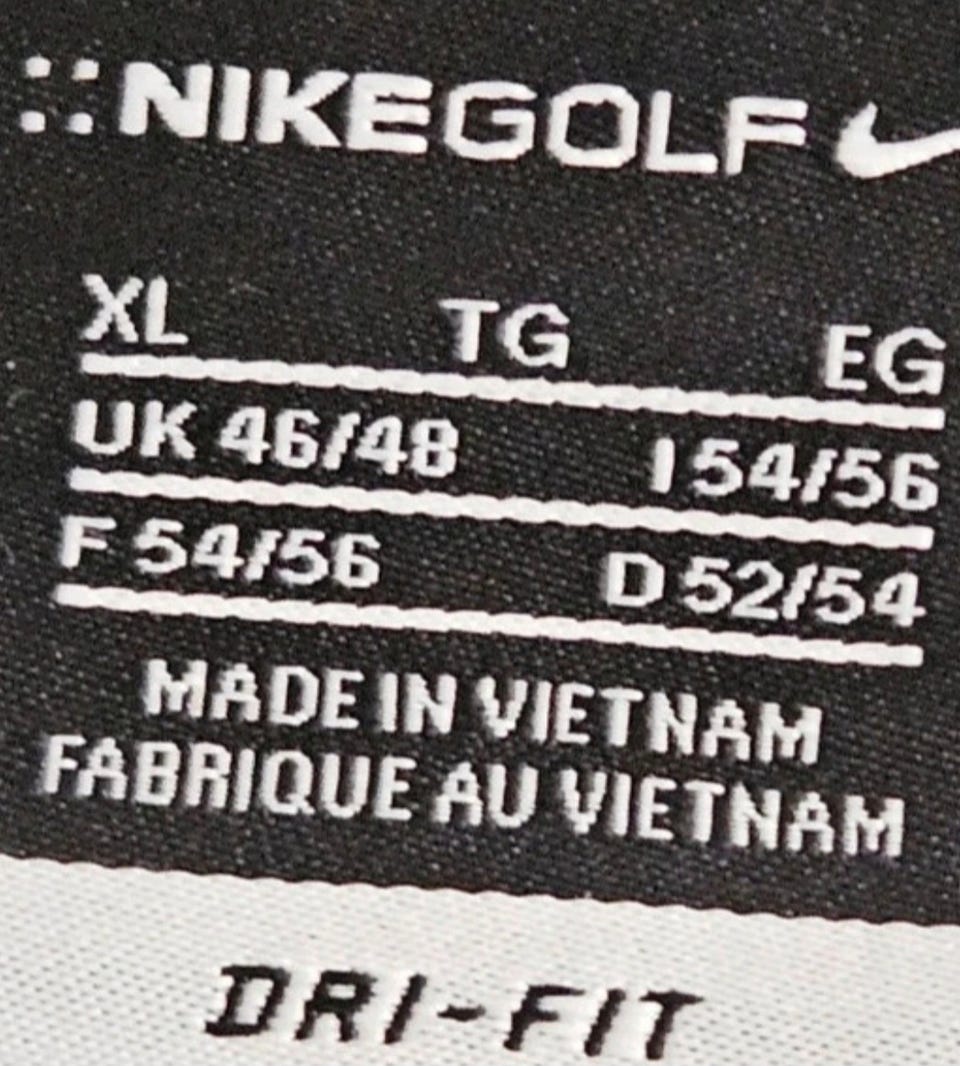 NIKEGOLF
XL TG EG
UK 46/48 I 54/56
F 54/56 D 52/54
MADE IN VIETNAM
FABRIQUE AU VIETNAM
DRI-FIT